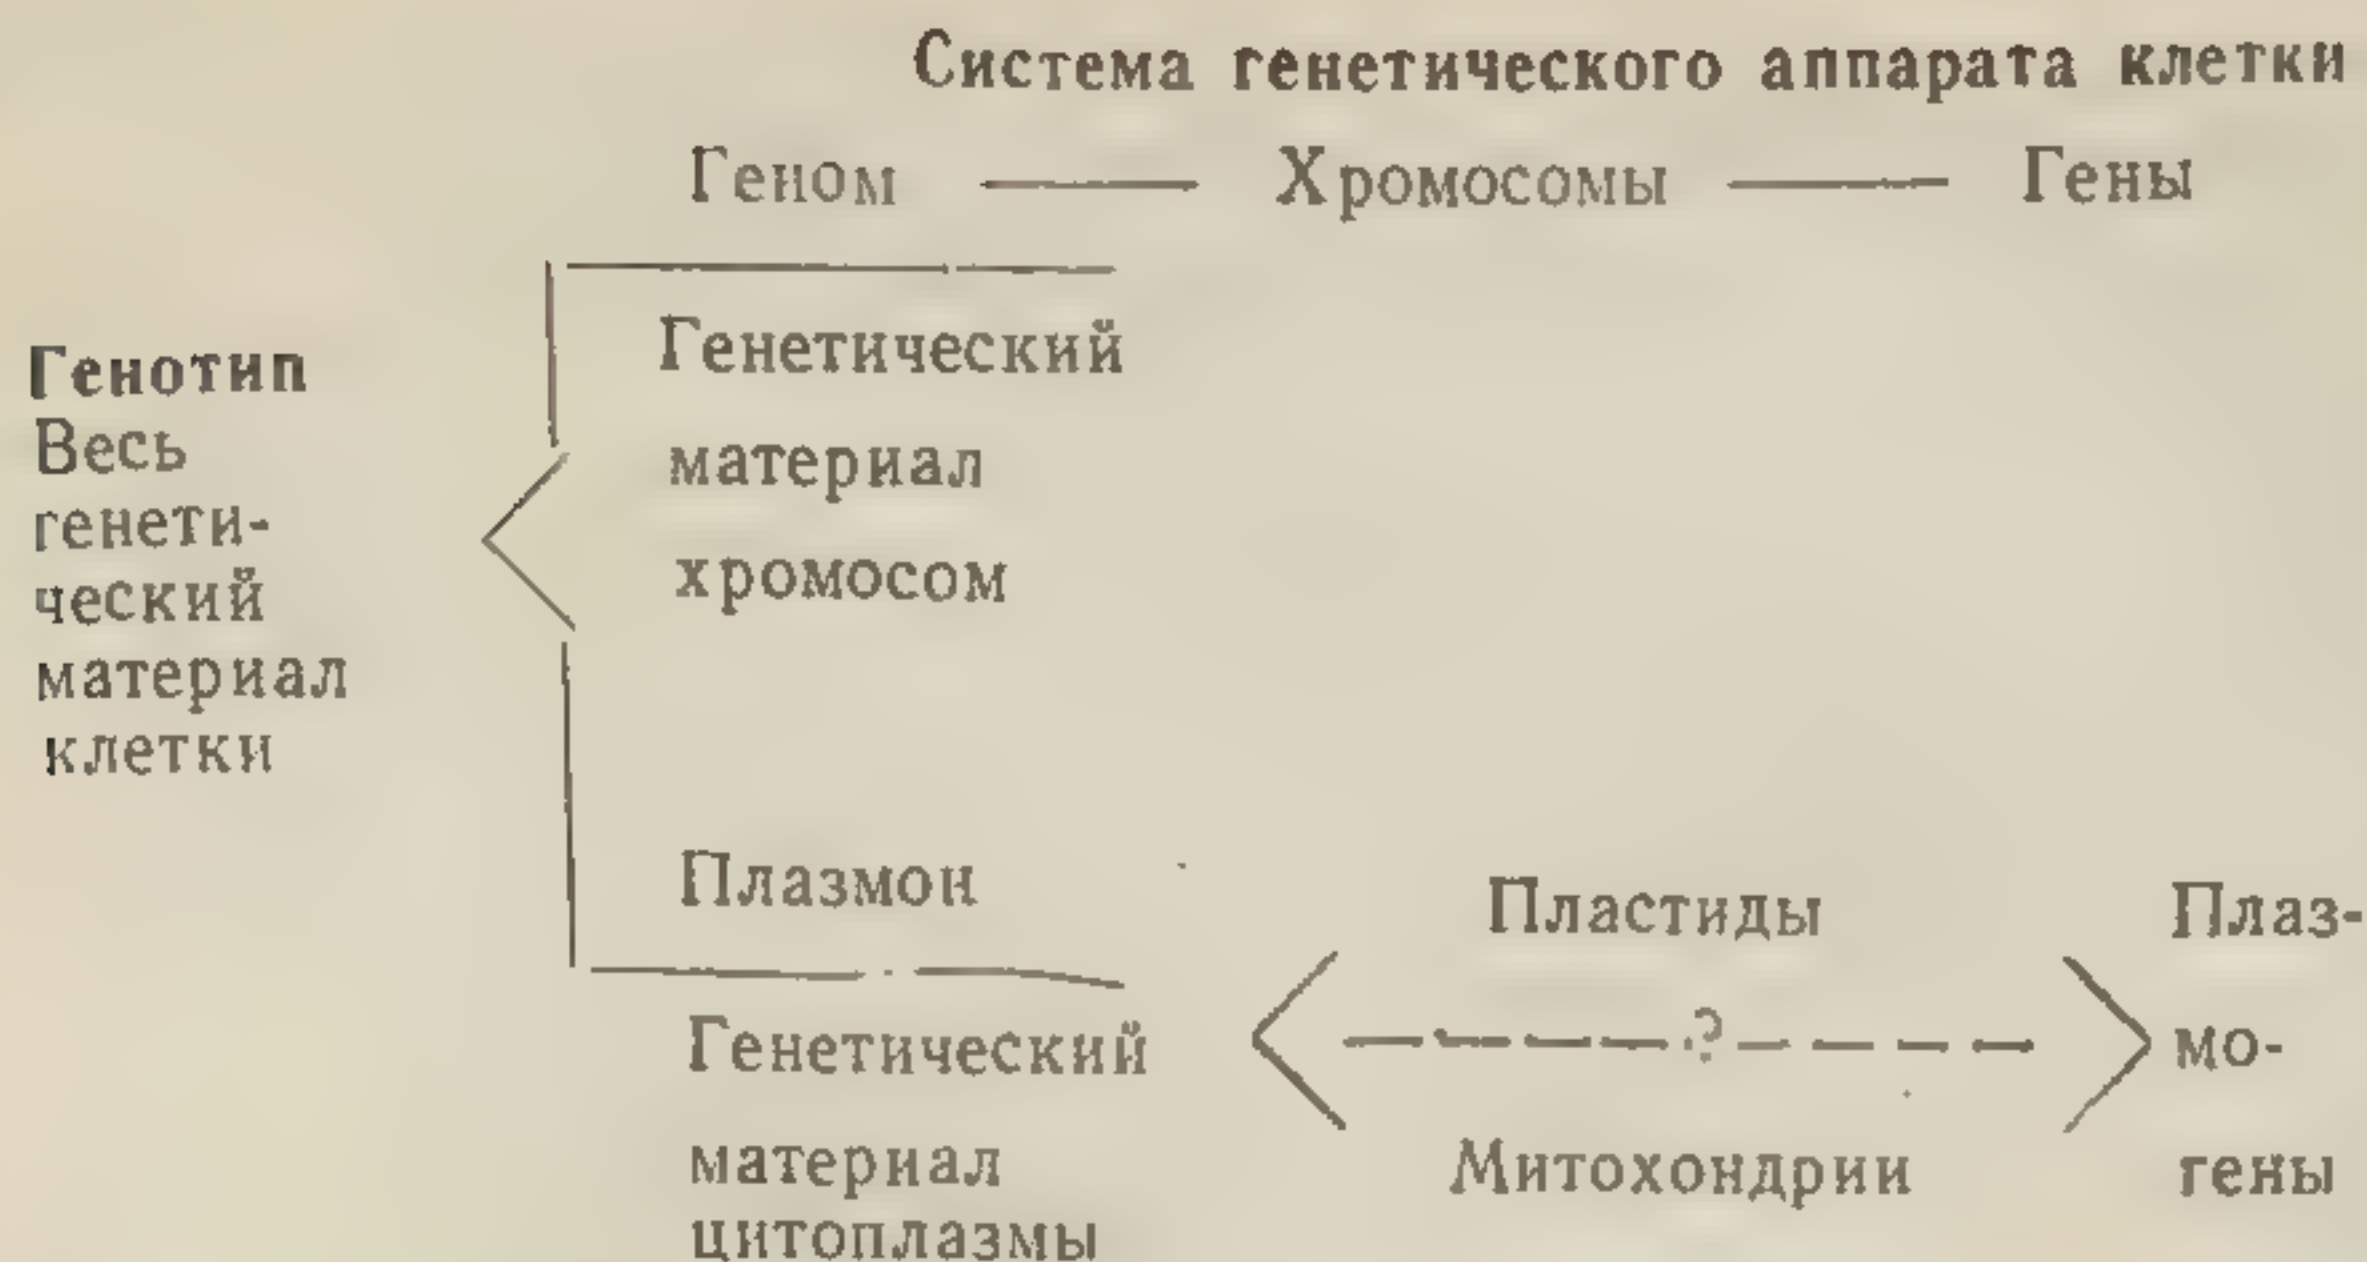 Система генетического аппарата клетки
Геном — Хромосомы — Гены
Генетический
материал
хромосом
Генотип
Весь
генети-
ческий
материал
клетки
Плазмон
Генетический
материал
цитоплазмы
Пластиды
?
Митохондрии
Плаз-
мо-
гены